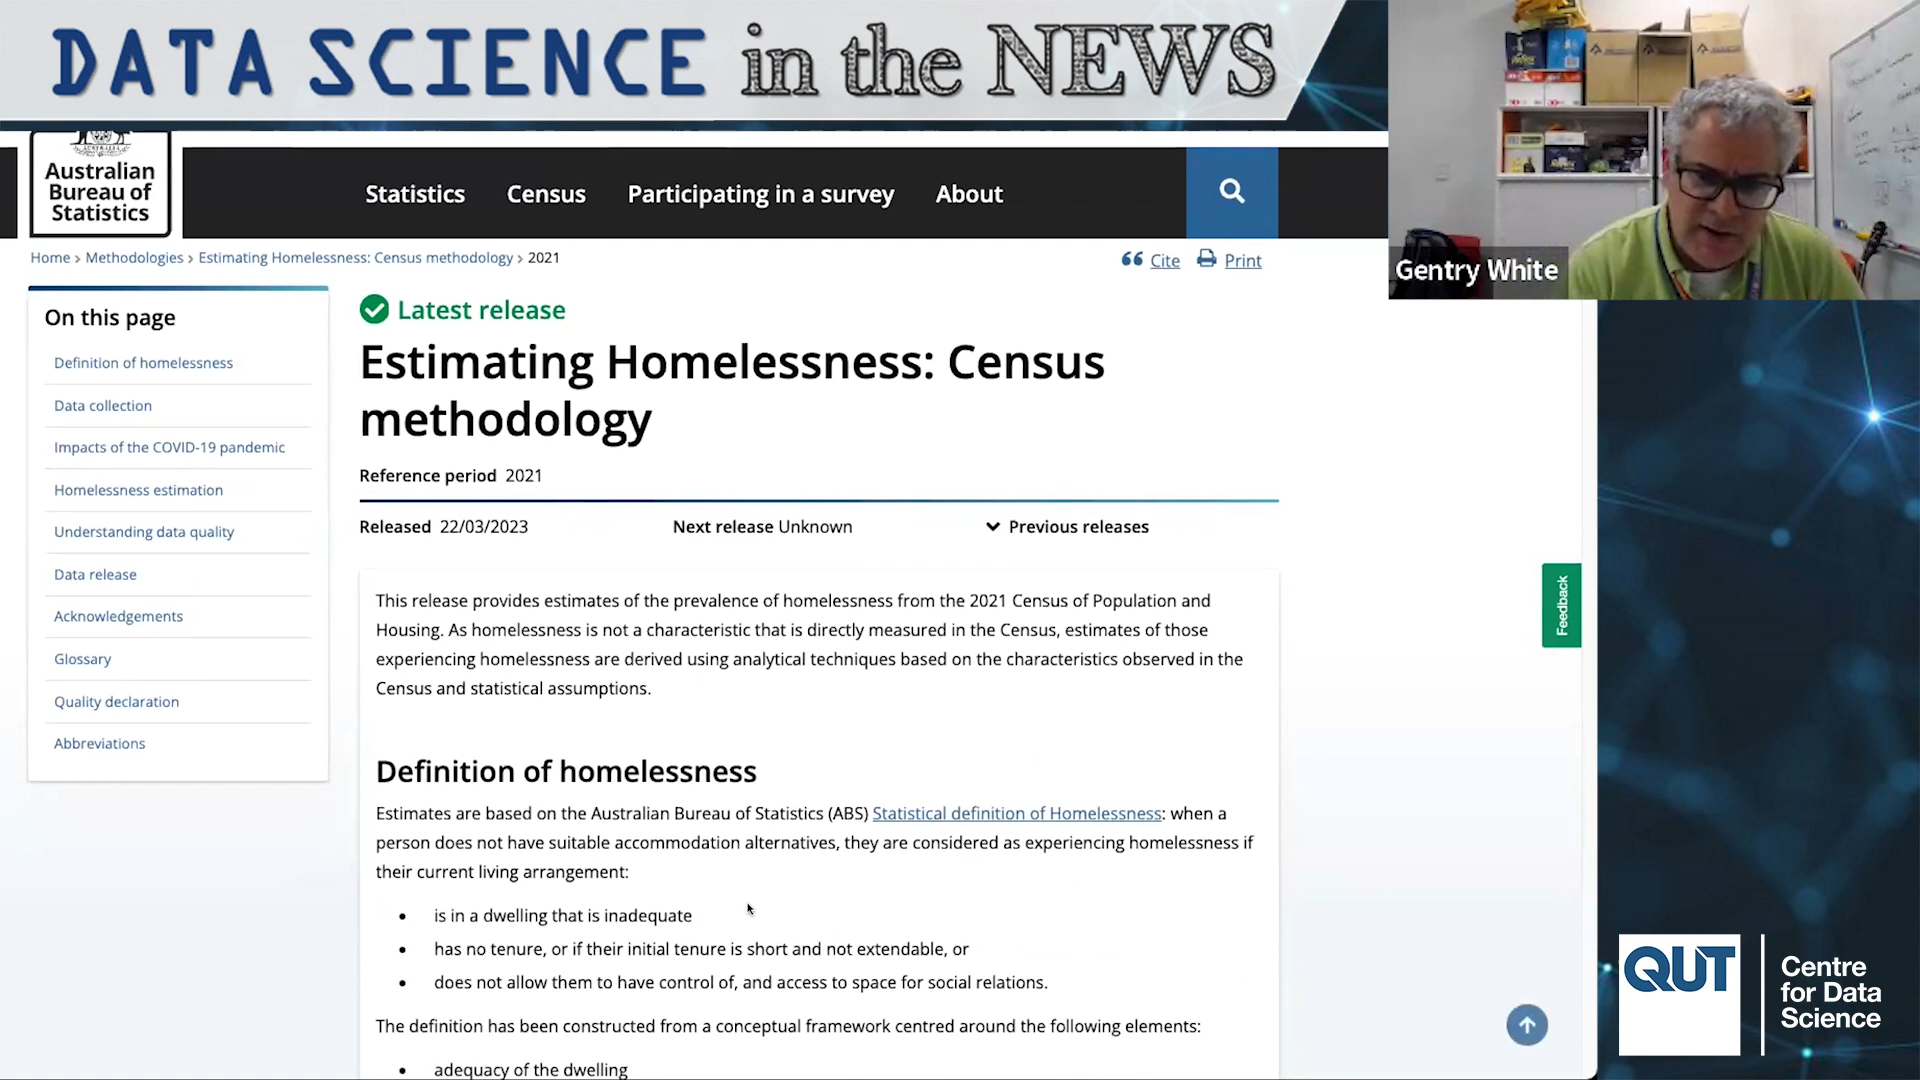 DATA SCIENCE in the NEWS
Australian
Bureau of
Statistics
Statistics Census Participating in a survey About
Gentry White
Home > Methodologies > Estimating Homelessness: Census methodology > 2021
Cite Print
On this page
Definition of homelessness
Data collection
Impacts of the COVID-19 pandemic
Homelessness estimation
Understanding data quality
Data release
Acknowledgements
Glossary
Quality declaration
Abbreviations
Latest release
Estimating Homelessness: Census
methodology
Reference period 2021
Released 22/03/2023 Next release Unknown Previous releases
This release provides estimates of the prevalence of homelessness from the 2021 Census of Population and
Housing. As homelessness is not a characteristic that is directly measured in the Census, estimates of those
experiencing homelessness are derived using analytical techniques based on the characteristics observed in the
Census and statistical assumptions.
Definition of homelessness
Estimates are based on the Australian Bureau of Statistics (ABS) Statistical definition of Homelessness: when a
person does not have suitable accommodation alternatives, they are considered as experiencing homelessness if
their current living arrangement:
• is in a dwelling that is inadequate
• has no tenure, or if their initial tenure is short and not extendable, or
• does not allow them to have control of, and access to space for social relations.
The definition has been constructed from a conceptual framework centred around the following elements:
• adequacy of the dwelling
Feedback
QUT
Centre
for Data
Science